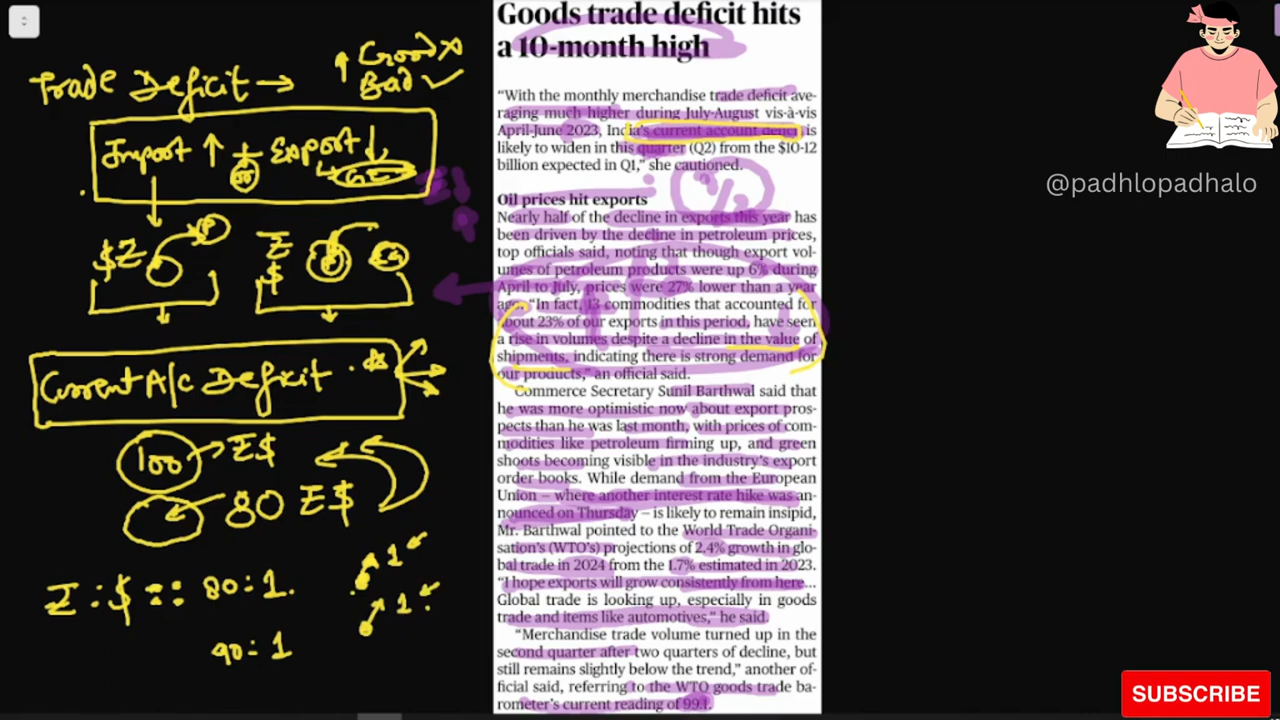 Trade Deficit →
↑ Good ×
Bad ✓
Import ↑ Export ↓
Current A/c Deficit
100 →
80
80:1.
90:1
1
1
Goods trade deficit hits
a 10-month high
“With the monthly merchandise trade deficit ave-
raging much higher during July-August vis-à-vis
April-June 2023, India’s current account deficit is
likely to widen in this quarter (Q2) from the $10-12
billion expected in Q1,” she cautioned.
Oil prices hit exports
Nearly half of the decline in exports this year has
been driven by the decline in petroleum prices,
top officials said, noting that though export vol-
umes of petroleum products were up 6% during
April to July, prices were 27% lower than a year
ago. “In fact, 13 commodities that accounted for
about 23% of our exports in this period, have seen
a rise in volumes despite a decline in the value of
shipments, indicating there is strong demand for
our products,” an official said.
Commerce Secretary Sunil Barthwal said that
he was more optimistic now about export pros-
pects than he was last month, with prices of com-
modities like petroleum firming up, and green
shoots becoming visible in the industry’s export
order books. While demand from the European
Union – where another interest rate hike was an-
nounced on Thursday – is likely to remain insipid,
Mr. Barthwal pointed to the World Trade Organi-
sation’s (WTO’s) projections of 2.4% growth in glo-
bal trade in 2024 from the 1.7% estimated in 2023.
“I hope exports will grow consistently from here...
Global trade is looking up, especially in goods
trade and items like automotives,” he said.
“Merchandise trade volume turned up in the
second quarter after two quarters of decline, but
still remains slightly below the trend,” another of-
ficial said, referring to the WTO goods trade ba-
rometer’s current reading of 99.1.
@padhlopadhalo
SUBSCRIBE